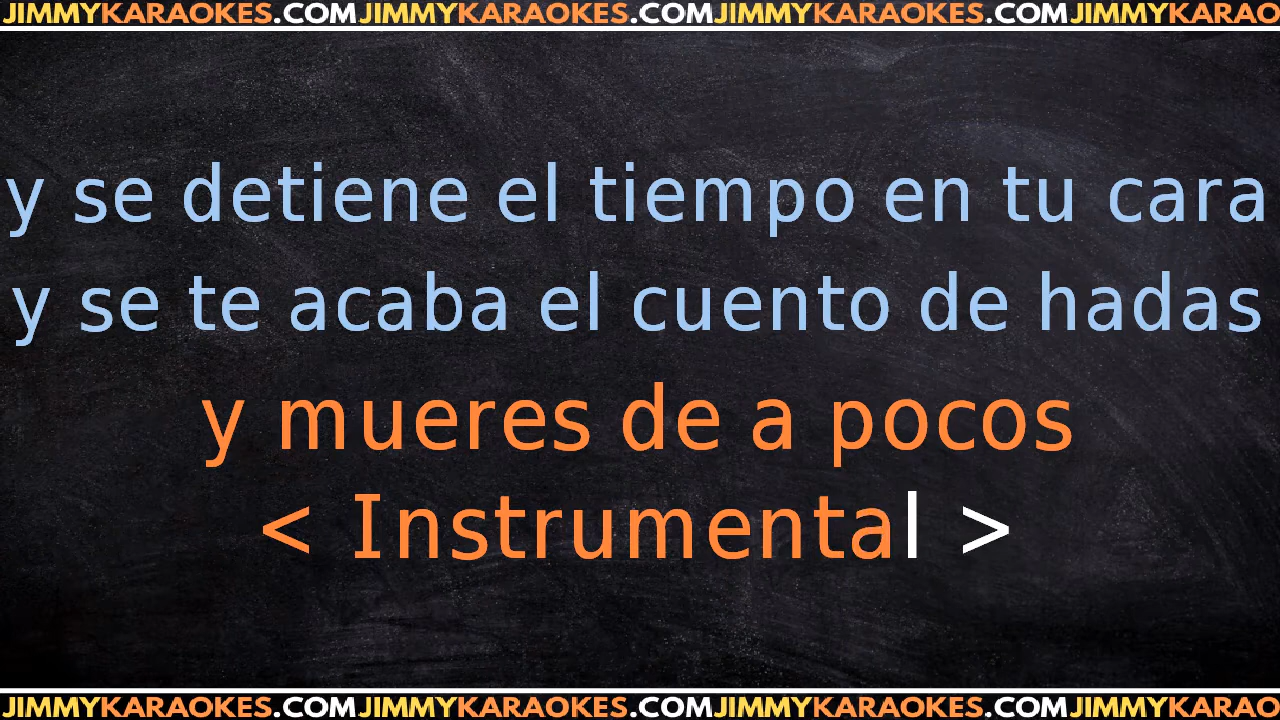 JIMMYKARAOKES.COMJIMMYKARAOKES.COMJIMMYKARAOKES.COMJIMMYKARAO
y se detiene el tiempo en tu cara
y se te acaba el cuento de hadas
y mueres de a pocos
< Instrumental >
JIMMYKARAOKES.COMJIMMYKARAOKES.COMJIMMYKARAOKES.COMJIMMYKARAO